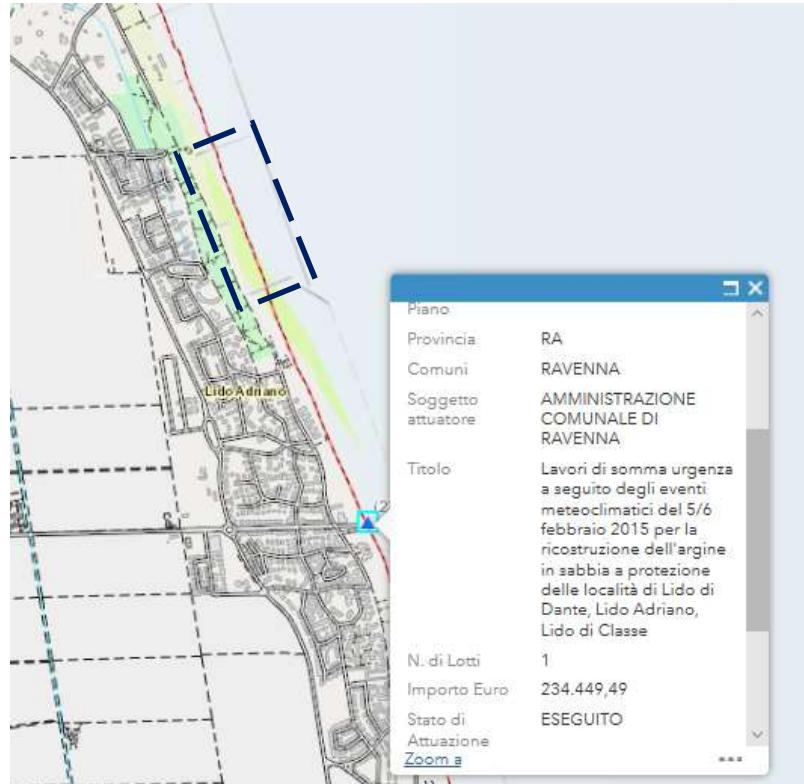 Lido Adriano
(2
Piano
Provincia RA
Comuni RAVENNA
Soggetto attuatore AMMINISTRAZIONE
COMUNALE DI
RAVENNA
Titolo Lavori di somma urgenza
a seguito degli eventi
meteoclimatici del 5/6
febbraio 2015 per la
ricostruzione dell'argine
in sabbia a protezione
delle località di Lido di
Dante, Lido Adriano,
Lido di Classe
N. di Lotti 1
Importo Euro 234.449,49
Stato di Attuazione ESEGUITO
Zoom a